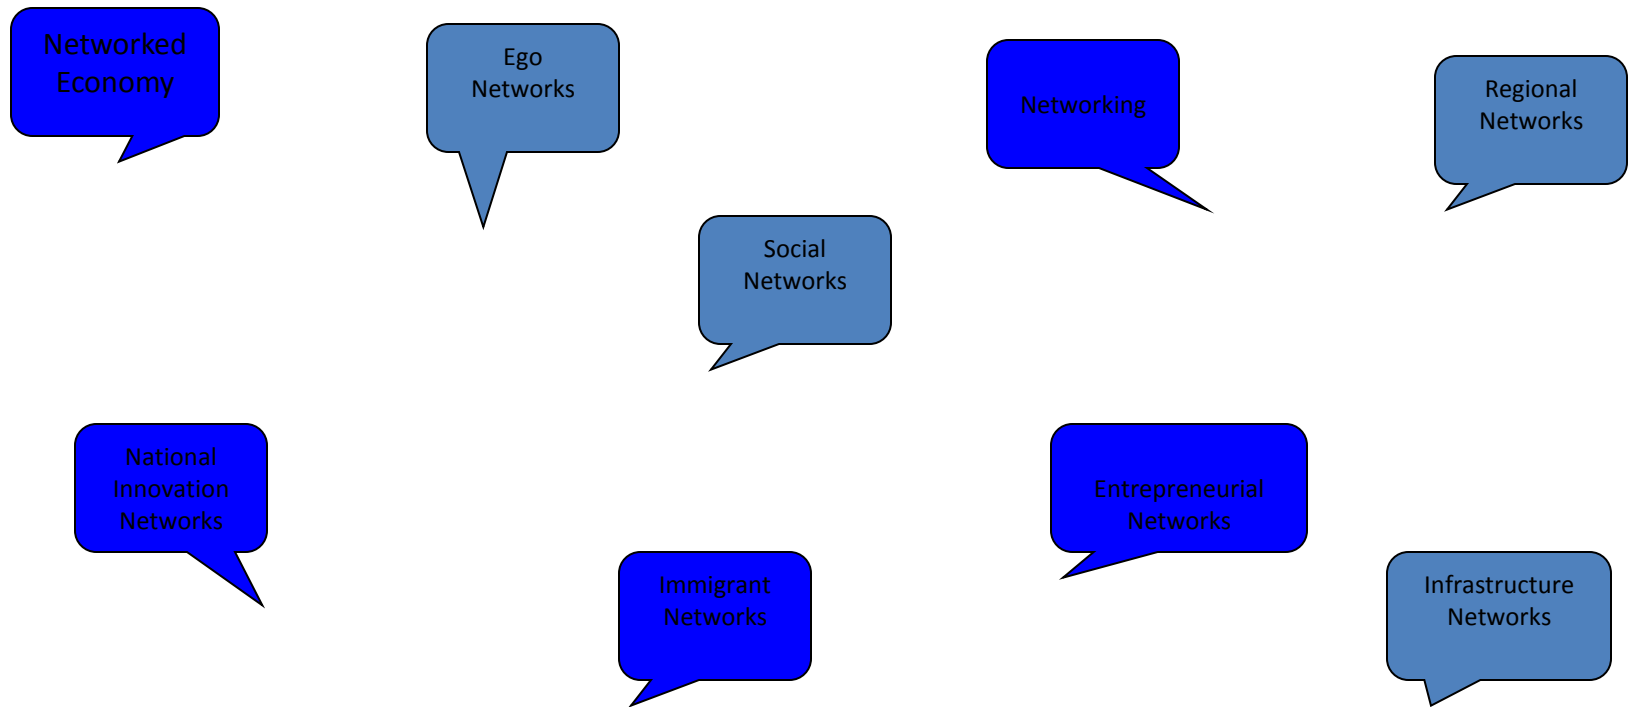 Networked
Economy
Ego
Networks
Networking
Regional
Networks
Social
Networks
National
Innovation
Networks
Entrepreneurial
Networks
Immigrant
Networks
Infrastructure
Networks